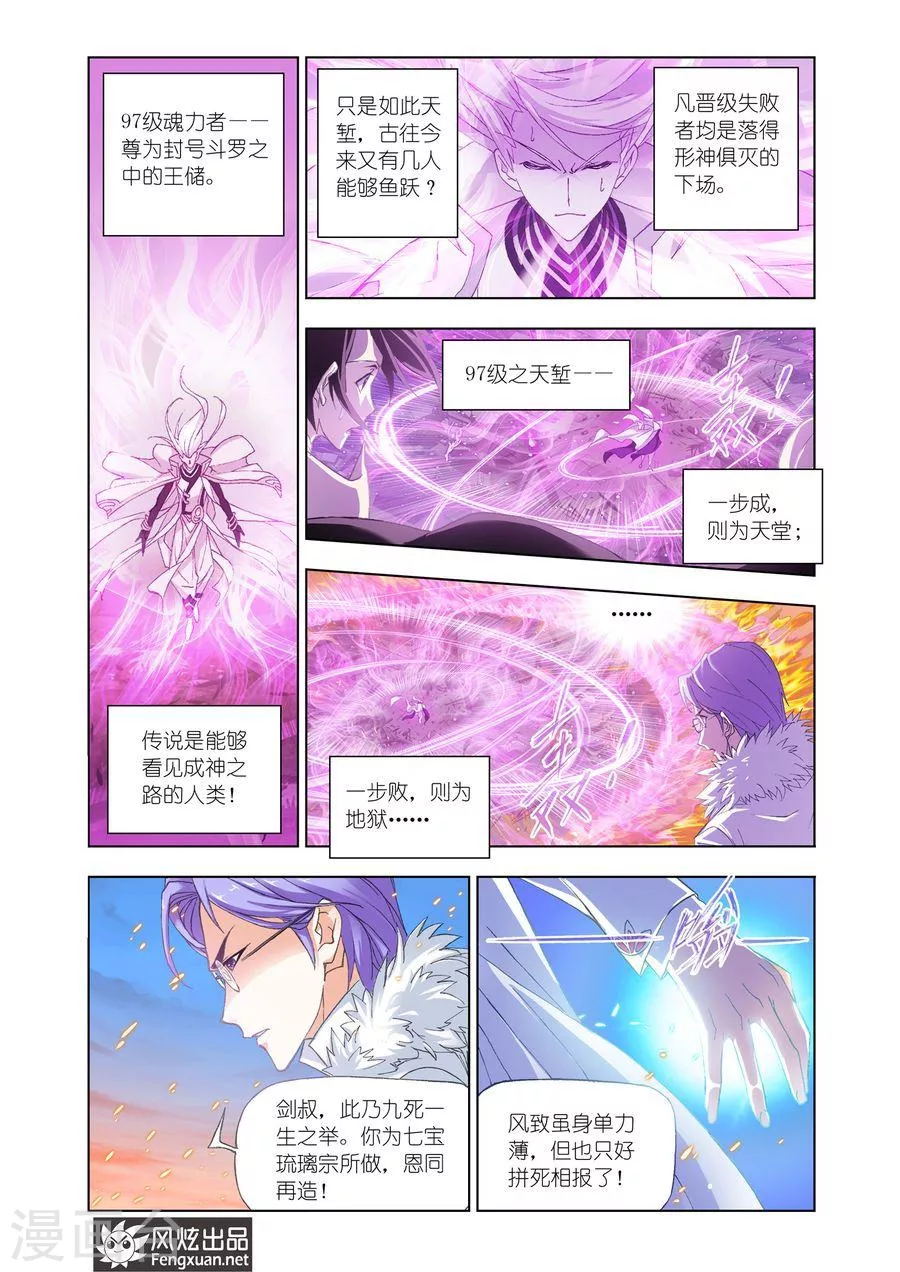 97级魂力者——
尊为封号斗罗之
中的王储。
传说是能够
看见成神之
路的人类！
只是如此天
堑，古往今
来又有几人
能够鱼跃？
凡晋级失败
者均是落得
形神俱灭的
下场。
97级之天堑——
轰！
一步成，
则为天堂；
……
轰！
一步败，则为
地狱……
剑叔，此乃九死一
生之举。你为七宝
琉璃宗所做，恩同
再造！
风致虽身单力
薄，但也只好
拼死相报了！
漫画台
风炫出品
Fengxuan.net